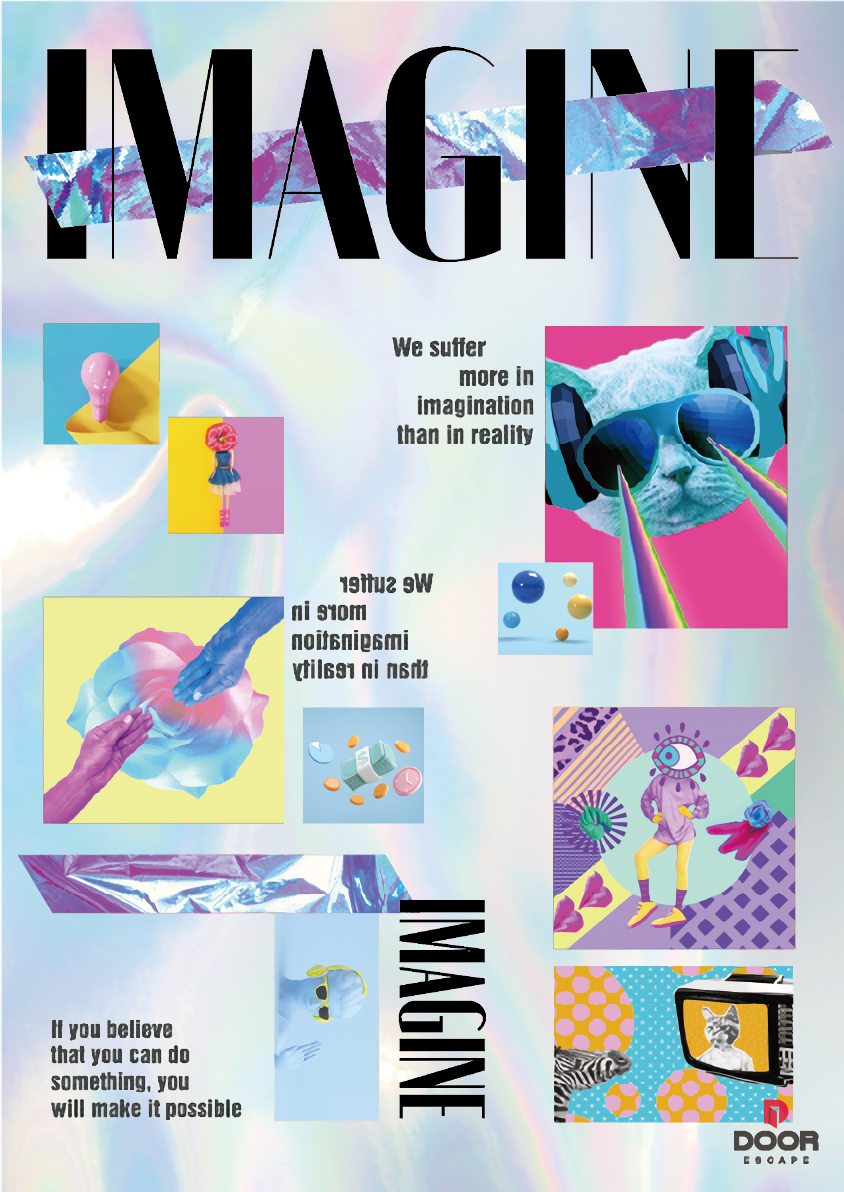 IMAGINE
We suffer
more in
imagination
than in reality
We suffer
more in
imagination
than in reality
IMAGINE
If you believe
that you can do
something, you
will make it possible
DOOR
ESCAPE